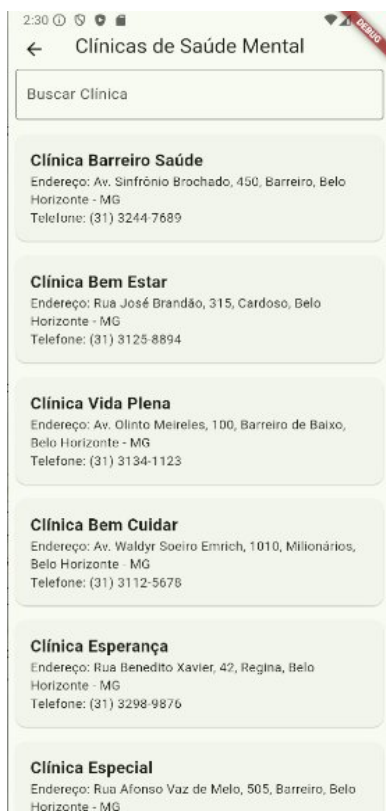 2:30
DEBUG
Clínicas de Saúde Mental
Buscar Clínica
Clínica Barreiro Saúde
Endereço: Av. Sinfrônio Brochado, 450, Barreiro, Belo
Horizonte - MG
Telefone: (31) 3244-7689
Clínica Bem Estar
Endereço: Rua José Brandão, 315, Cardoso, Belo
Horizonte - MG
Telefone: (31) 3125-8894
Clínica Vida Plena
Endereço: Av. Olinto Meireles, 100, Barreiro de Baixo,
Belo Horizonte - MG
Telefone: (31) 3134-1123
Clínica Bem Cuidar
Endereço: Av. Waldyr Soeiro Emrich, 1010, Milionários,
Belo Horizonte - MG
Telefone: (31) 3112-5678
Clínica Esperança
Endereço: Rua Benedito Xavier, 42, Regina, Belo
Horizonte - MG
Telefone: (31) 3298-9876
Clínica Especial
Endereço: Rua Afonso Vaz de Melo, 505, Barreiro, Belo
Horizonte - MG